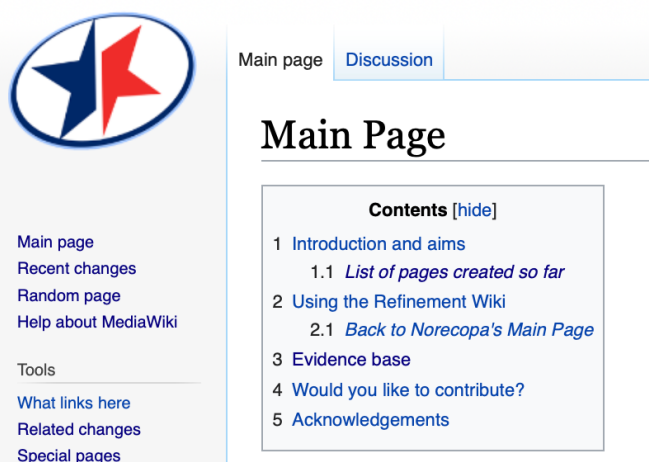 Main page
Discussion
Main Page
Contents [hide]
1 Introduction and aims
1.1 List of pages created so far
2 Using the Refinement Wiki
2.1 Back to Norecopa's Main Page
3 Evidence base
4 Would you like to contribute?
5 Acknowledgements
Main page
Recent changes
Random page
Help about MediaWiki
Tools
What links here
Related changes
Special pages